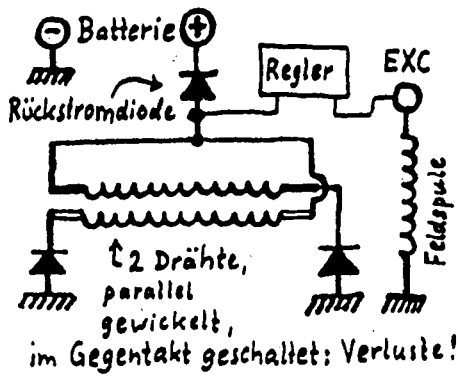 ⊖ Batterie ⊕
Regler
EXC
Rückstromdiode
Feldspule
2 Drähte,
parallel
gewickelt,
im Gegentakt geschaltet: Verluste!